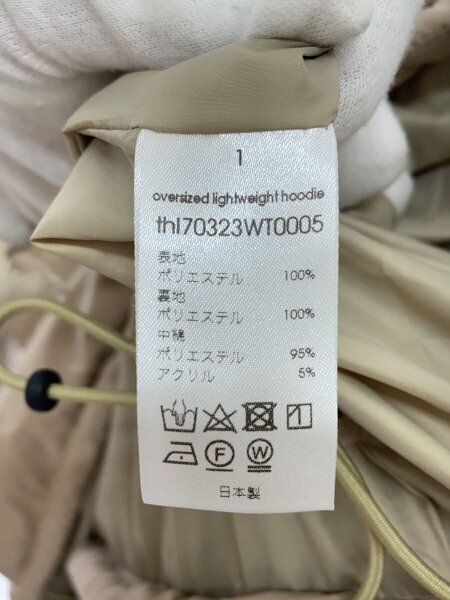 1
oversized lightweight hoodie
thl70323WT0005
表地
ポリエステル 100%
裏地
ポリエステル 100%
中綿
ポリエステル 95%
アクリル 5%
F W
日本製